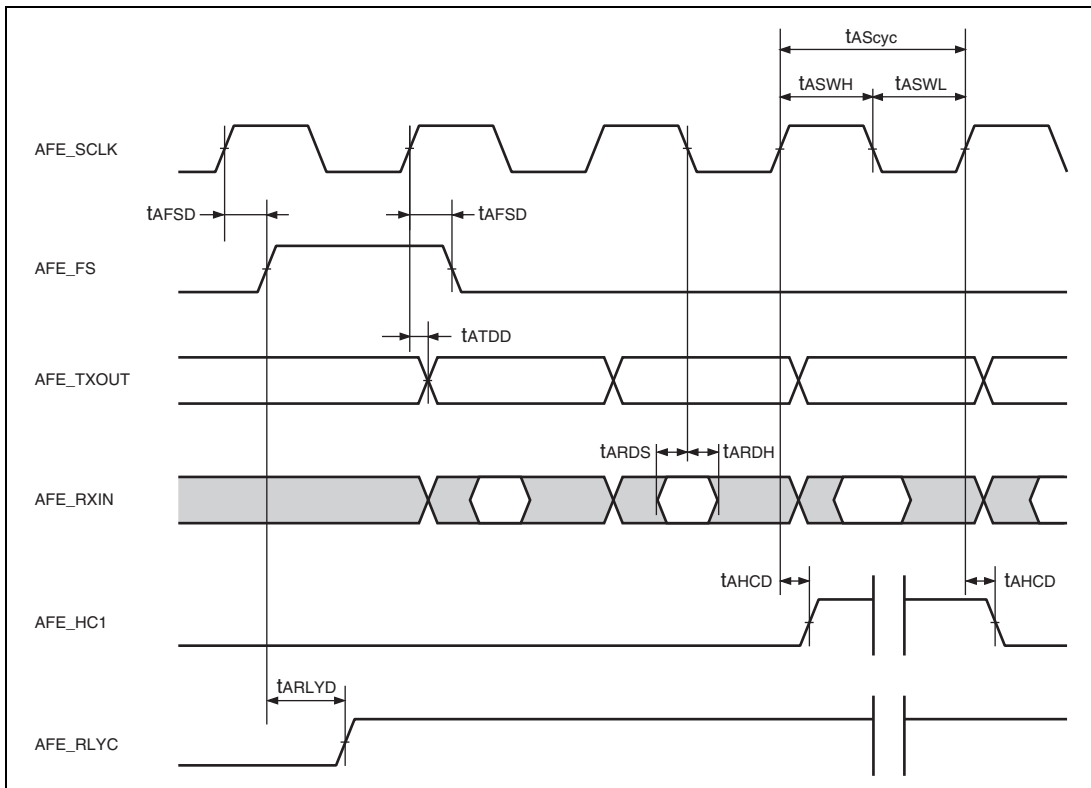 tAScyc
tASWH
tASWL
AFE_SCLK
tAFSD
tAFSD
AFE_FS
tATDD
AFE_TXOUT
tARDS
tARDH
AFE_RXIN
tAHCD
tAHCD
AFE_HC1
tARLYD
AFE_RLYC